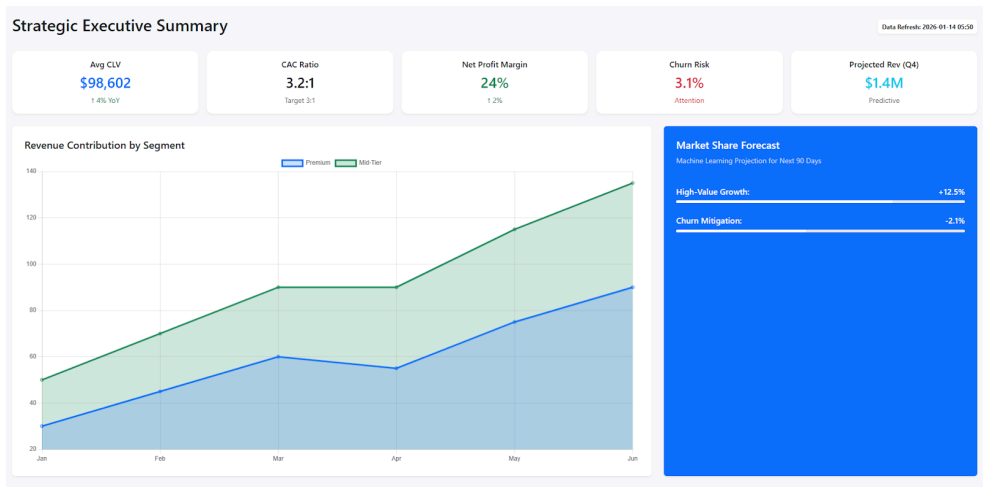 Strategic Executive Summary
Data Refresh: 2026-01-14 05:50
Avg CLV
$98,602
↑ 4% YoY
CAC Ratio
3.2:1
Target 3:1
Net Profit Margin
24%
↑ 2%
Churn Risk
3.1%
Attention
Projected Rev (Q4)
$1.4M
Predictive
Revenue Contribution by Segment
Premium Mid-Tier
140
120
100
80
60
40
20
Jan Feb Mar Apr May Jun
Market Share Forecast
Machine Learning Projection for Next 90 Days
High-Value Growth: +12.5%
Churn Mitigation: -2.1%